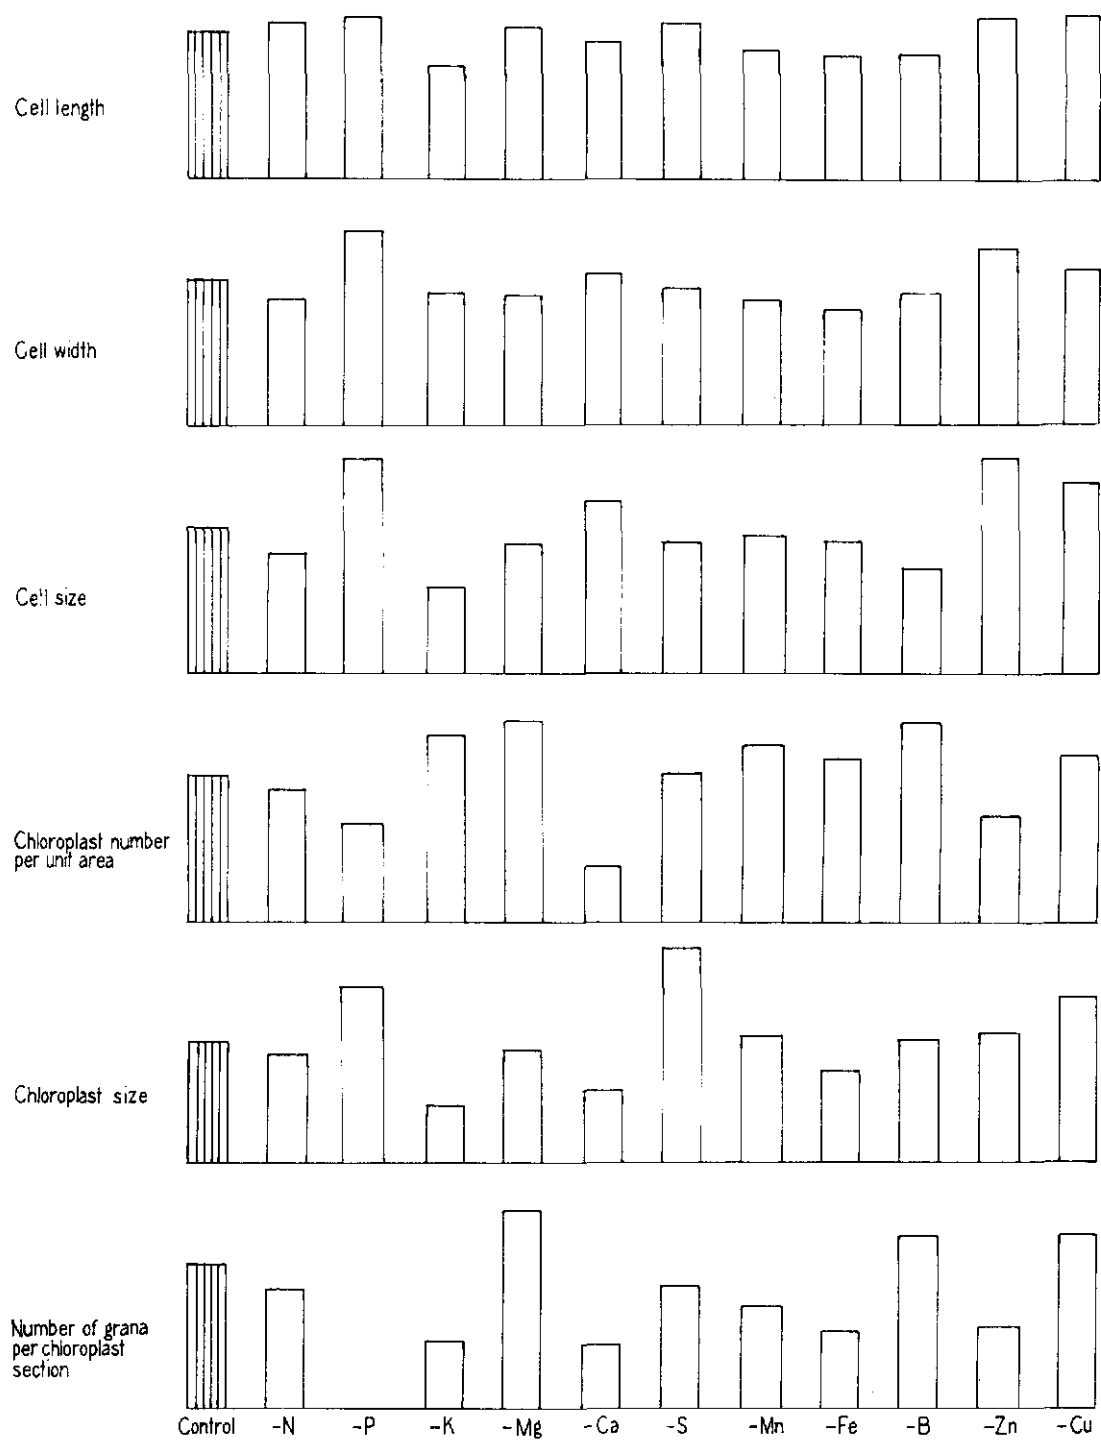 Cell length
Cell width
Cell size
Chloroplast number
per unit area
Chloroplast size
Number of grana
per chloroplast
section
Control -N -P -K -Mg -Ca -S -Mn -Fe -B -Zn -Cu